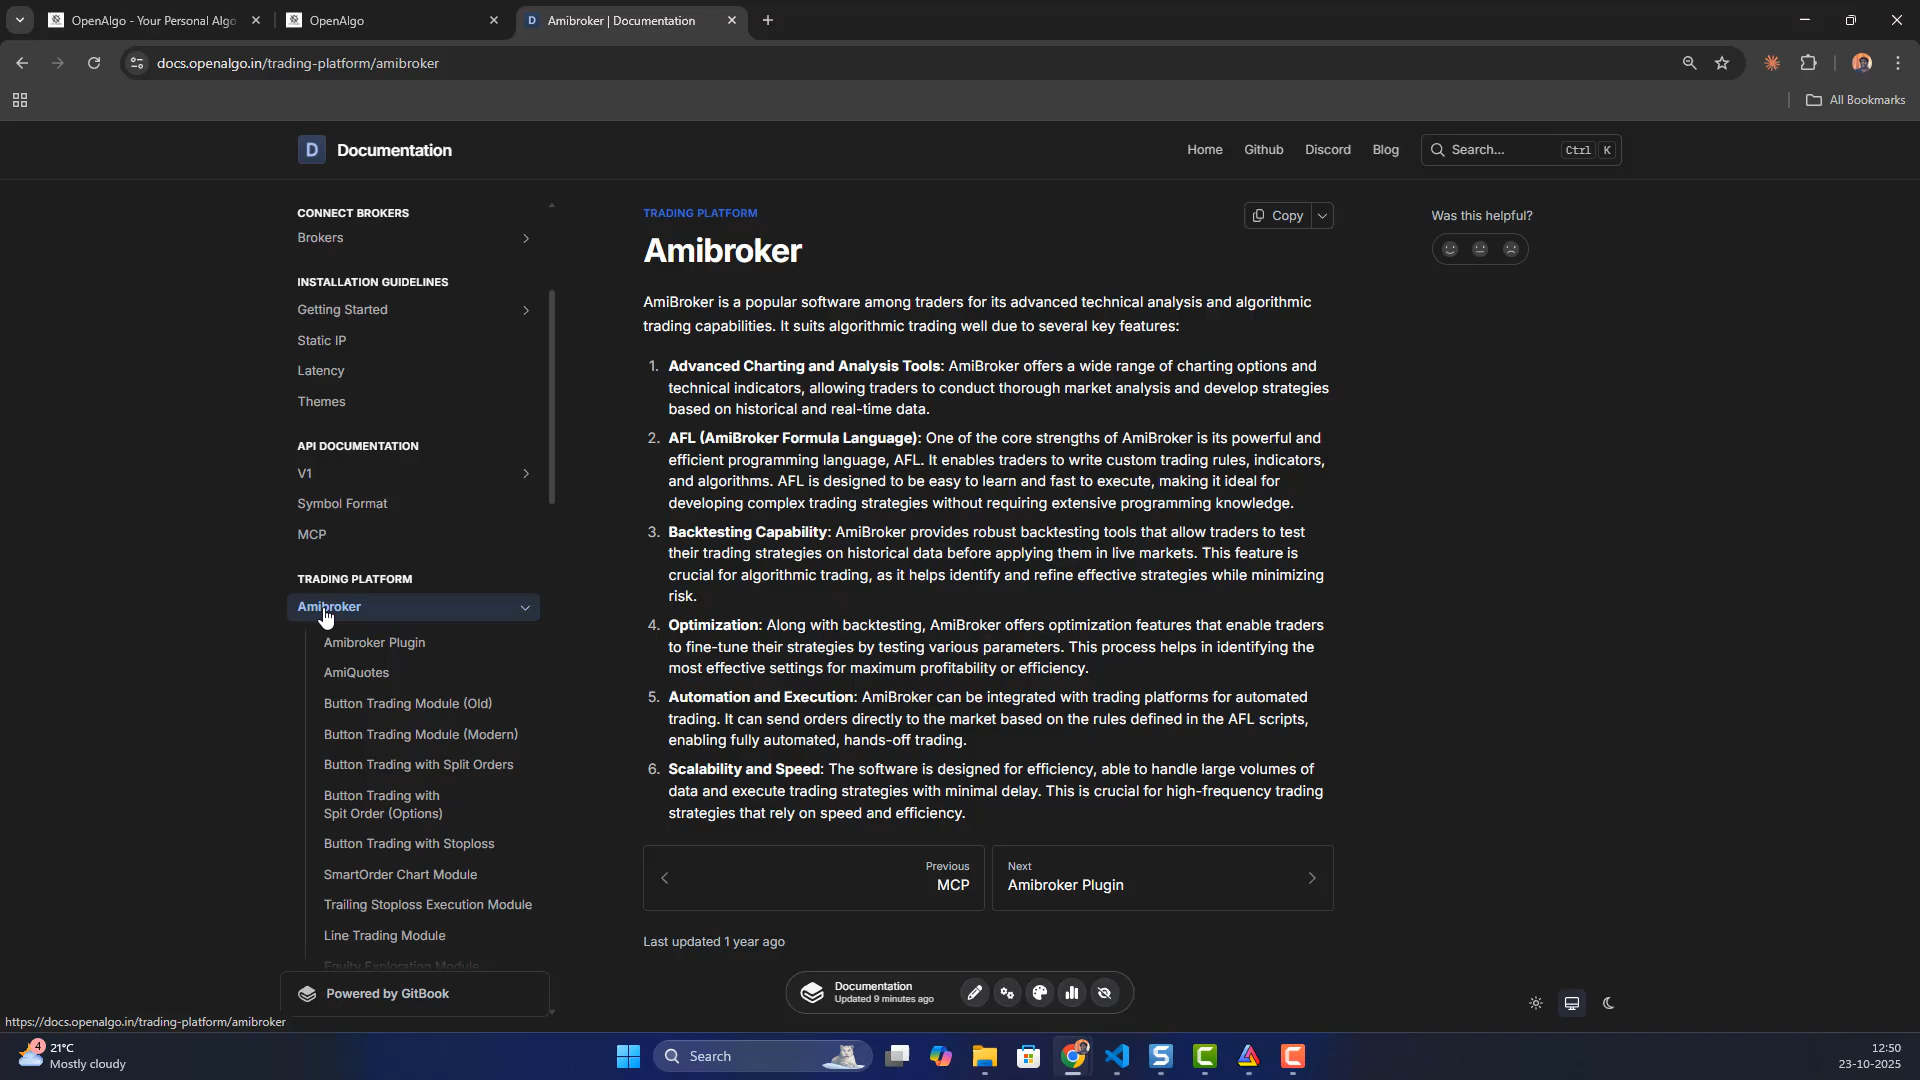 OpenAlgo - Your Personal Algo
OpenAlgo
Amibroker | Documentation
docs.openalgo.in/trading-platform/amibroker
All Bookmarks
D
Documentation
Home
Github
Discord
Blog
Search...
Ctrl
K
CONNECT BROKERS
Brokers
INSTALLATION GUIDELINES
Getting Started
Static IP
Latency
Themes
API DOCUMENTATION
V1
Symbol Format
MCP
TRADING PLATFORM
Amibroker
Amibroker Plugin
AmiQuotes
Button Trading Module (Old)
Button Trading Module (Modern)
Button Trading with Split Orders
Button Trading with
Spit Order (Options)
Button Trading with Stoploss
SmartOrder Chart Module
Trailing Stoploss Execution Module
Line Trading Module
Equity Exploration Module
Powered by GitBook
TRADING PLATFORM
Copy
Amibroker
AmiBroker is a popular software among traders for its advanced technical analysis and algorithmic
trading capabilities. It suits algorithmic trading well due to several key features:
1. Advanced Charting and Analysis Tools: AmiBroker offers a wide range of charting options and
technical indicators, allowing traders to conduct thorough market analysis and develop strategies
based on historical and real-time data.
2. AFL (AmiBroker Formula Language): One of the core strengths of AmiBroker is its powerful and
efficient programming language, AFL. It enables traders to write custom trading rules, indicators,
and algorithms. AFL is designed to be easy to learn and fast to execute, making it ideal for
developing complex trading strategies without requiring extensive programming knowledge.
3. Backtesting Capability: AmiBroker provides robust backtesting tools that allow traders to test
their trading strategies on historical data before applying them in live markets. This feature is
crucial for algorithmic trading, as it helps identify and refine effective strategies while minimizing
risk.
4. Optimization: Along with backtesting, AmiBroker offers optimization features that enable traders
to fine-tune their strategies by testing various parameters. This process helps in identifying the
most effective settings for maximum profitability or efficiency.
5. Automation and Execution: AmiBroker can be integrated with trading platforms for automated
trading. It can send orders directly to the market based on the rules defined in the AFL scripts,
enabling fully automated, hands-off trading.
6. Scalability and Speed: The software is designed for efficiency, able to handle large volumes of
data and execute trading strategies with minimal delay. This is crucial for high-frequency trading
strategies that rely on speed and efficiency.
Previous
MCP
Next
Amibroker Plugin
Last updated 1 year ago
Was this helpful?
Documentation
Updated 9 minutes ago
https://docs.openalgo.in/trading-platform/amibroker
4
21°C
Mostly cloudy
Search
12:50
23-10-2025